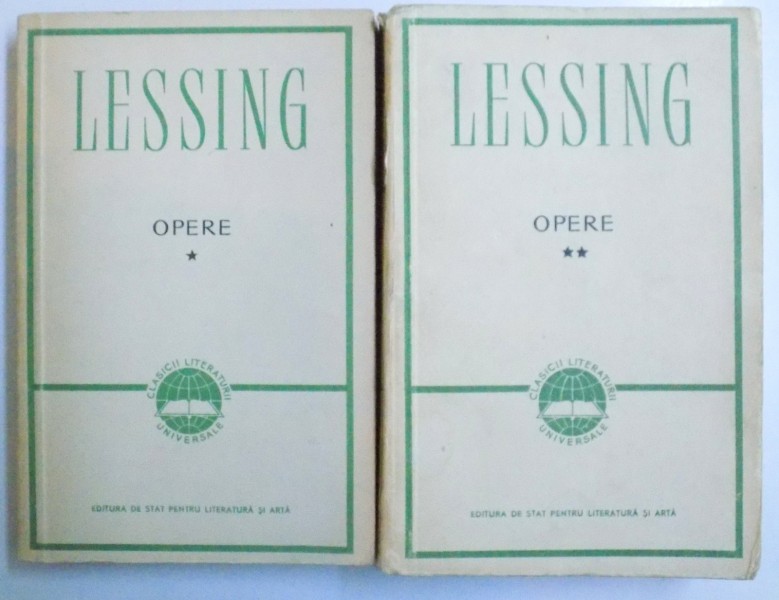 LESSING
OPERE
★
CLASICII LITERATURII
UNIVERSALE
EDITURA DE STAT PENTRU LITERATURĂ ȘI ARTĂ
LESSING
OPERE
★★
CLASICII LITERATURII
UNIVERSALE
EDITURA DE STAT PENTRU LITERATURĂ ȘI ARTĂ